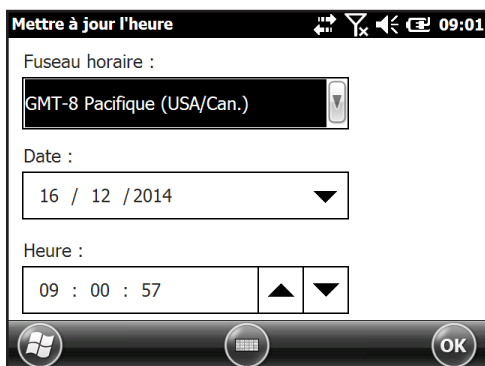 Mettre à jour l'heure 09:01
Fuseau horaire :
GMT-8 Pacifique (USA/Can.)
Date :
16 / 12 / 2014
Heure :
09 : 00 : 57
OK